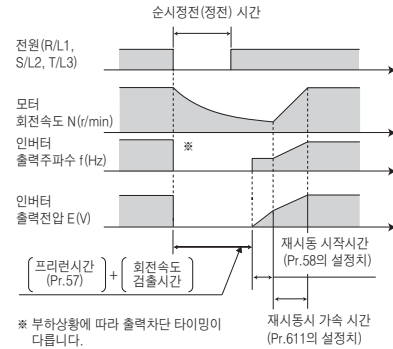 순시정전(정전) 시간
전원(R/L1,
S/L2, T/L3)
모터
회전속도 N(r/min)
인버터
출력주파수 f(Hz)
※
인버터
출력전압 E(V)
프리런시간
(Pr.57)
+
회전속도
검출시간
재시동 시작시간
(Pr.58의 설정치)
※ 부하상황에 따라 출력차단 타이밍이
다릅니다.
재시동시 가속 시간
(Pr.611의 설정치)